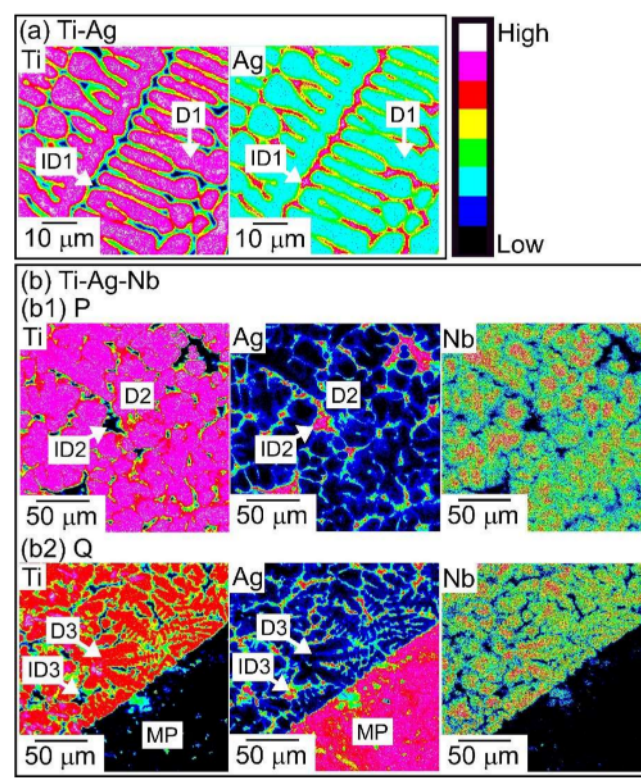 (a) Ti-Ag
Ti
Ag
High
D1
D1
ID1
ID1
10 μm
10 μm
Low
(b) Ti-Ag-Nb
(b1) P
Ti
Ag
Nb
D2
D2
ID2
ID2
50 μm
50 μm
50 μm
(b2) Q
Ti
Ag
Nb
D3
D3
ID3
ID3
MP
MP
50 μm
50 μm
50 μm